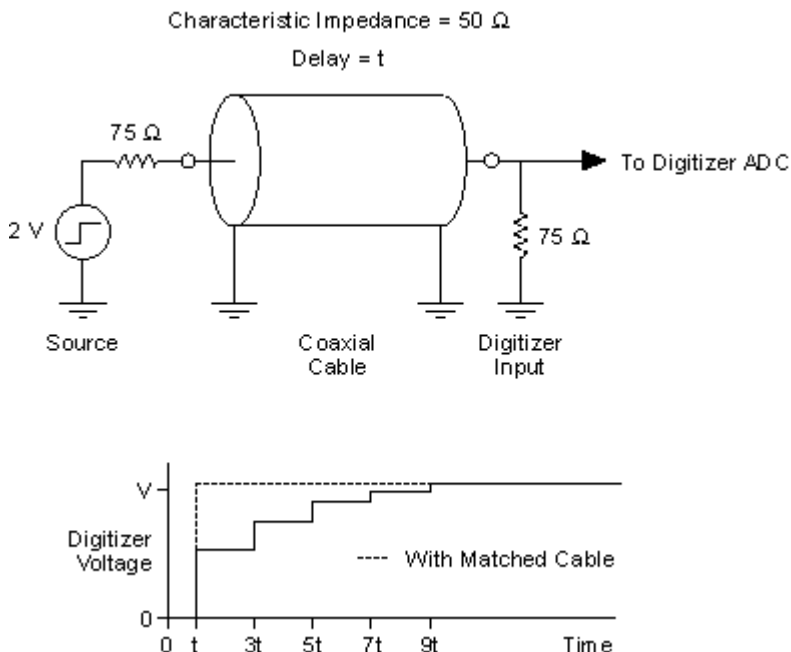 Characteristic Impedance = 50 Ω
Delay = t
75 Ω
To Digitizer ADC
2 V
75 Ω
Source
Coaxial
Cable
Digitizer
Input
V
Digitizer
Voltage
With Matched Cable
0
0 t 3t 5t 7t 9t Time